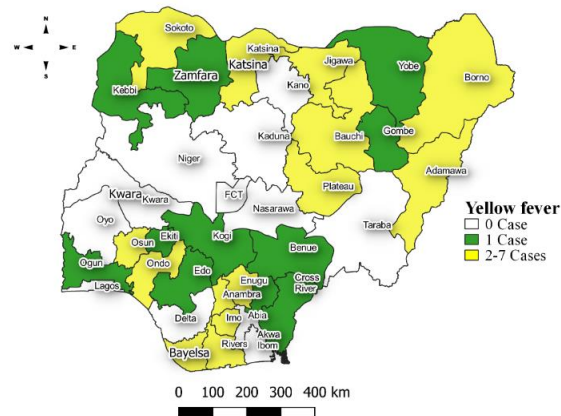 N
W E
S
Sokoto
Katsina
Kebbi
Zamfara
Katsina
Jigawa
Yobe
Borno
Kano
Kaduna
Bauchi
Gombe
Niger
Adamawa
Plateau
Kwara
Kwara
FCT
Nasarawa
Taraba
Oyo
Osun
Ekiti
Kogi
Benue
Ogun
Ondo
Edo
Enugu
Cross
River
Lagos
Anambra
Delta
Imo
Abia
Akwa
Ibom
Bayelsa
Rivers
Yellow fever
0 Case
1 Case
2-7 Cases
0 100 200 300 400 km